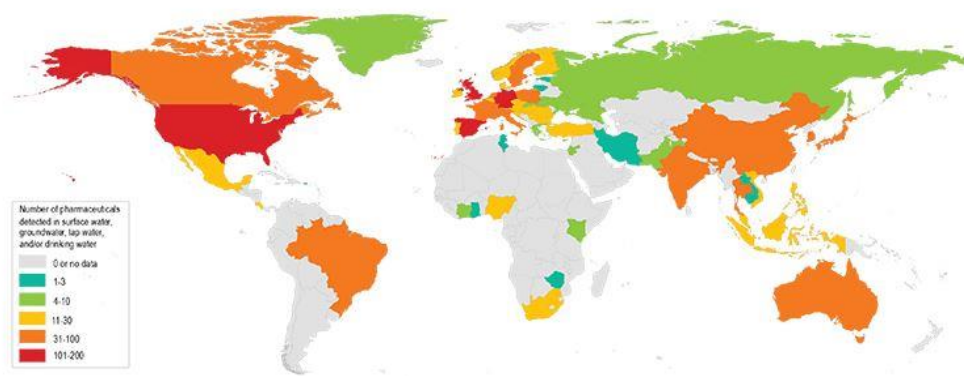 Number of pharmaceuticals
detected in surface water,
groundwater, tap water,
and/or drinking water
0 or no data
1-3
4-10
11-30
31-100
101-200